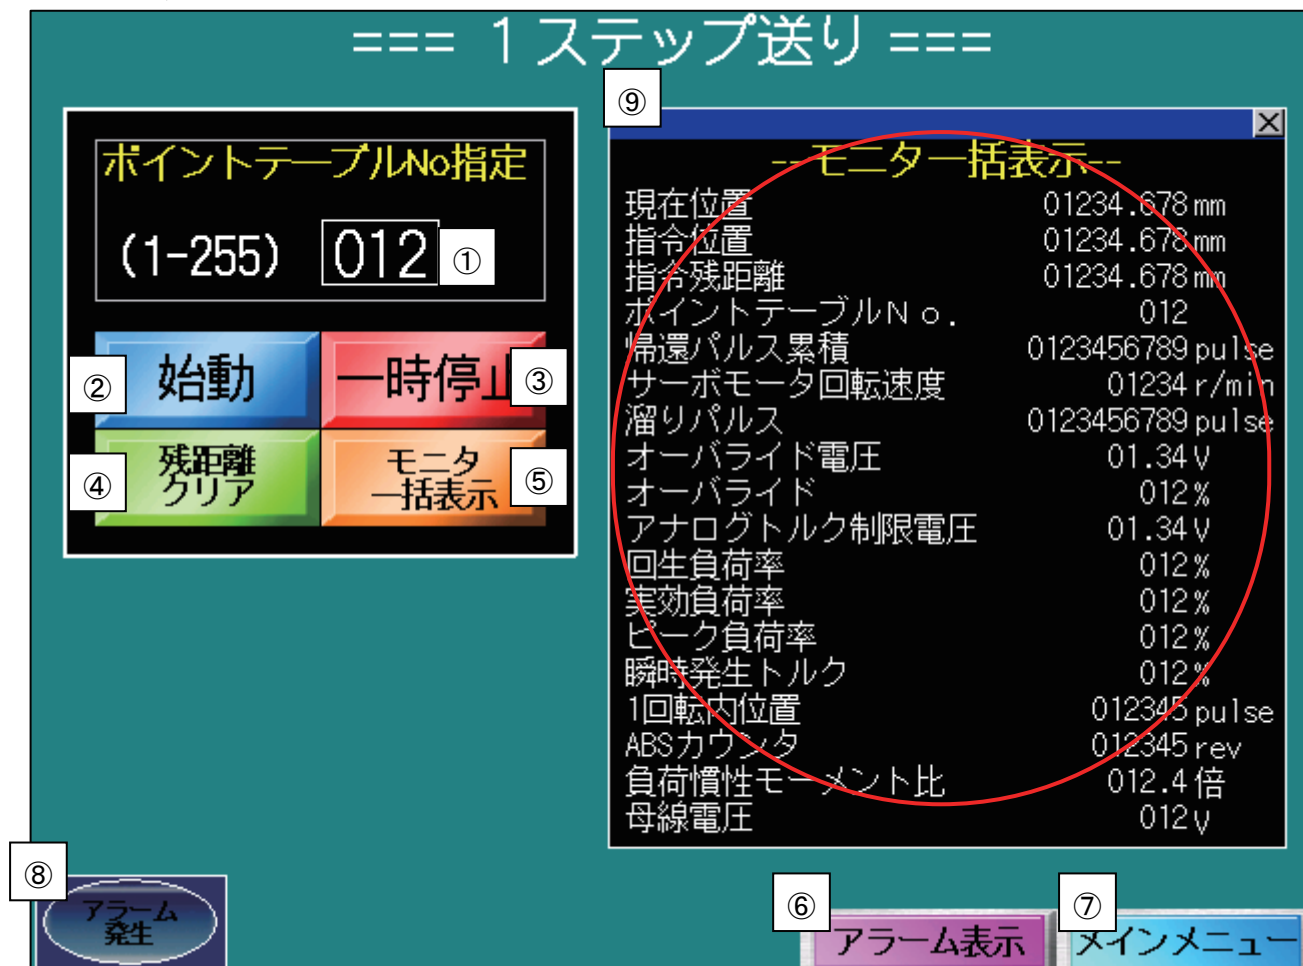 === 1ステップ送り ===
ポイントテーブルNo指定
(1-255) 012 ①
② 始動
一時停止 ③
④ 残距離
クリア
モニタ
一括表示 ⑤
⑨
--モニター括表示--
現在位置 01234.678mm
指令位置 01234.678mm
指令残距離 01234.678mm
ポイントテーブルNo. 012
帰還パルス累積 0123456789pulse
サーボモータ回転速度 01234r/min
溜りパルス 0123456789pulse
オーバライド電圧 01.34V
オーバライド 012%
アナログトルク制限電圧 01.34V
回生負荷率 012%
実効負荷率 012%
ピーク負荷率 012%
瞬時発生トルク 012%
1回転内位置 012345pulse
ABSカウンタ 012345rev
負荷慣性モーメント比 012.4倍
母線電圧 012V
⑧
アラーム
発生
⑥
アラーム表示
⑦
メインメニュー